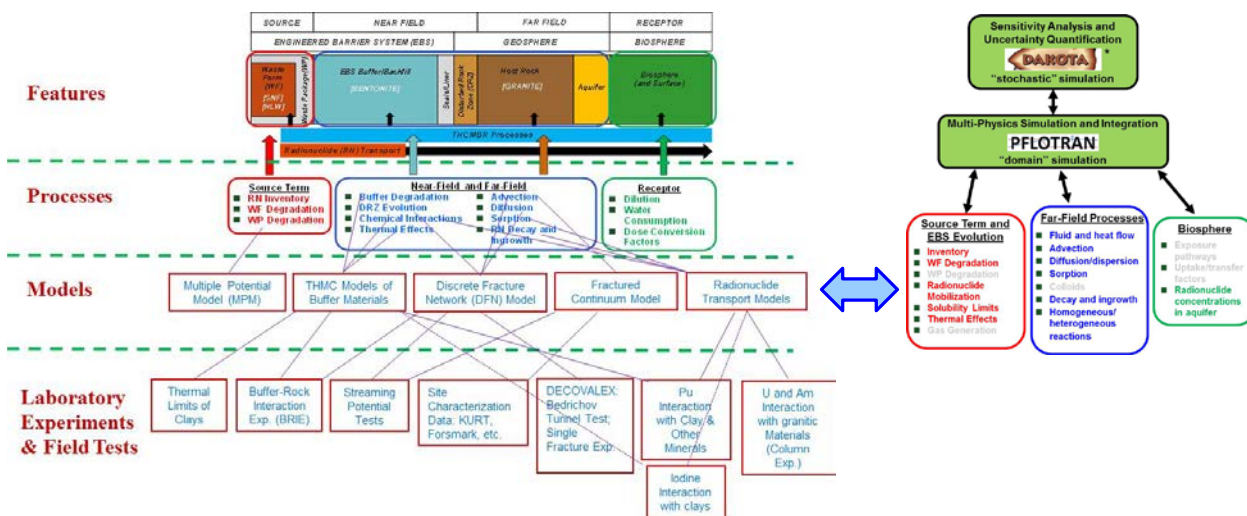 SOURCE
NEAR FIELD
FAR FIELD
RECEPTOR
ENGINEERED BARRIER SYSTEM (EBS)
GEOSPHERE
BIOSPHERE
Features
Waste
Form
(WF)
[SNF]
[HLW]
Waste Package(WP)
EBS Buffer/Backfill
[BENTONITE]
Seals/Liner
Disturbed Rock
Zone (DRZ)
Host Rock
[GRANITE]
Aquifer
Biosphere
(and Surface)
THCMBR Processes
Radionuclide (RN) Transport
Processes
Source Term
RN Inventory
WF Degradation
WP Degradation
Near-Field and Far-Field
Buffer Degradation
DRZ Evolution
Chemical Interactions
Thermal Effects
Advection
Diffusion
Sorption
RN Decay and
Ingrowth
Receptor
Dilution
Water
Consumption
Dose Conversion
Factors
Models
Multiple Potential
Model (MPM)
THMC Models of
Buffer Materials
Discrete Fracture
Network (DFN) Model
Fractured
Continuum Model
Radionuclide
Transport Models
Laboratory
Experiments
& Field Tests
Thermal
Limits of
Clays
Buffer-Rock
Interaction
Exp. (BRIE)
Streaming
Potential
Tests
Site
Characterization
Data: KURT,
Forsmark, etc.
DECOVALEX:
Bedrichov
Tunnel Test;
Single
Fracture Exp.
Pu
Interaction
with Clay &
Other
Minerals
U and Am
Interaction
with granitic
Materials
(Column
Exp.)
Iodine
Interaction
with clays
Sensitivity Analysis and
Uncertainty Quantification
DAKOTA *
"stochastic" simulation
Multi-Physics Simulation and Integration
PFLOTRAN
"domain" simulation
Source Term and
EBS Evolution
Inventory
WF Degradation
WP Degradation
Radionuclide
Mobilization
Solubility Limits
Thermal Effects
Gas Generation
Far-Field Processes
Fluid and heat flow
Advection
Diffusion/dispersion
Sorption
Colloids
Decay and ingrowth
Homogeneous/
heterogeneous
reactions
Biosphere
Exposure
pathways
Uptake/transfer
factors
Radionuclide
concentrations
in aquifer